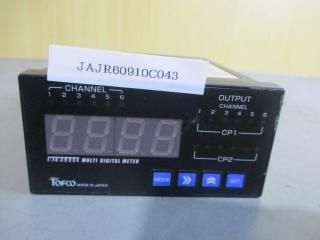 JAJR60910C043
CHANNEL
1 2 3 4 5 6
OUTPUT
CHANNEL
1 2 3 4 5 6
CP1
CP2
MULTI DIGITAL METER
TOFCO MADE IN JAPAN
MODE
SET